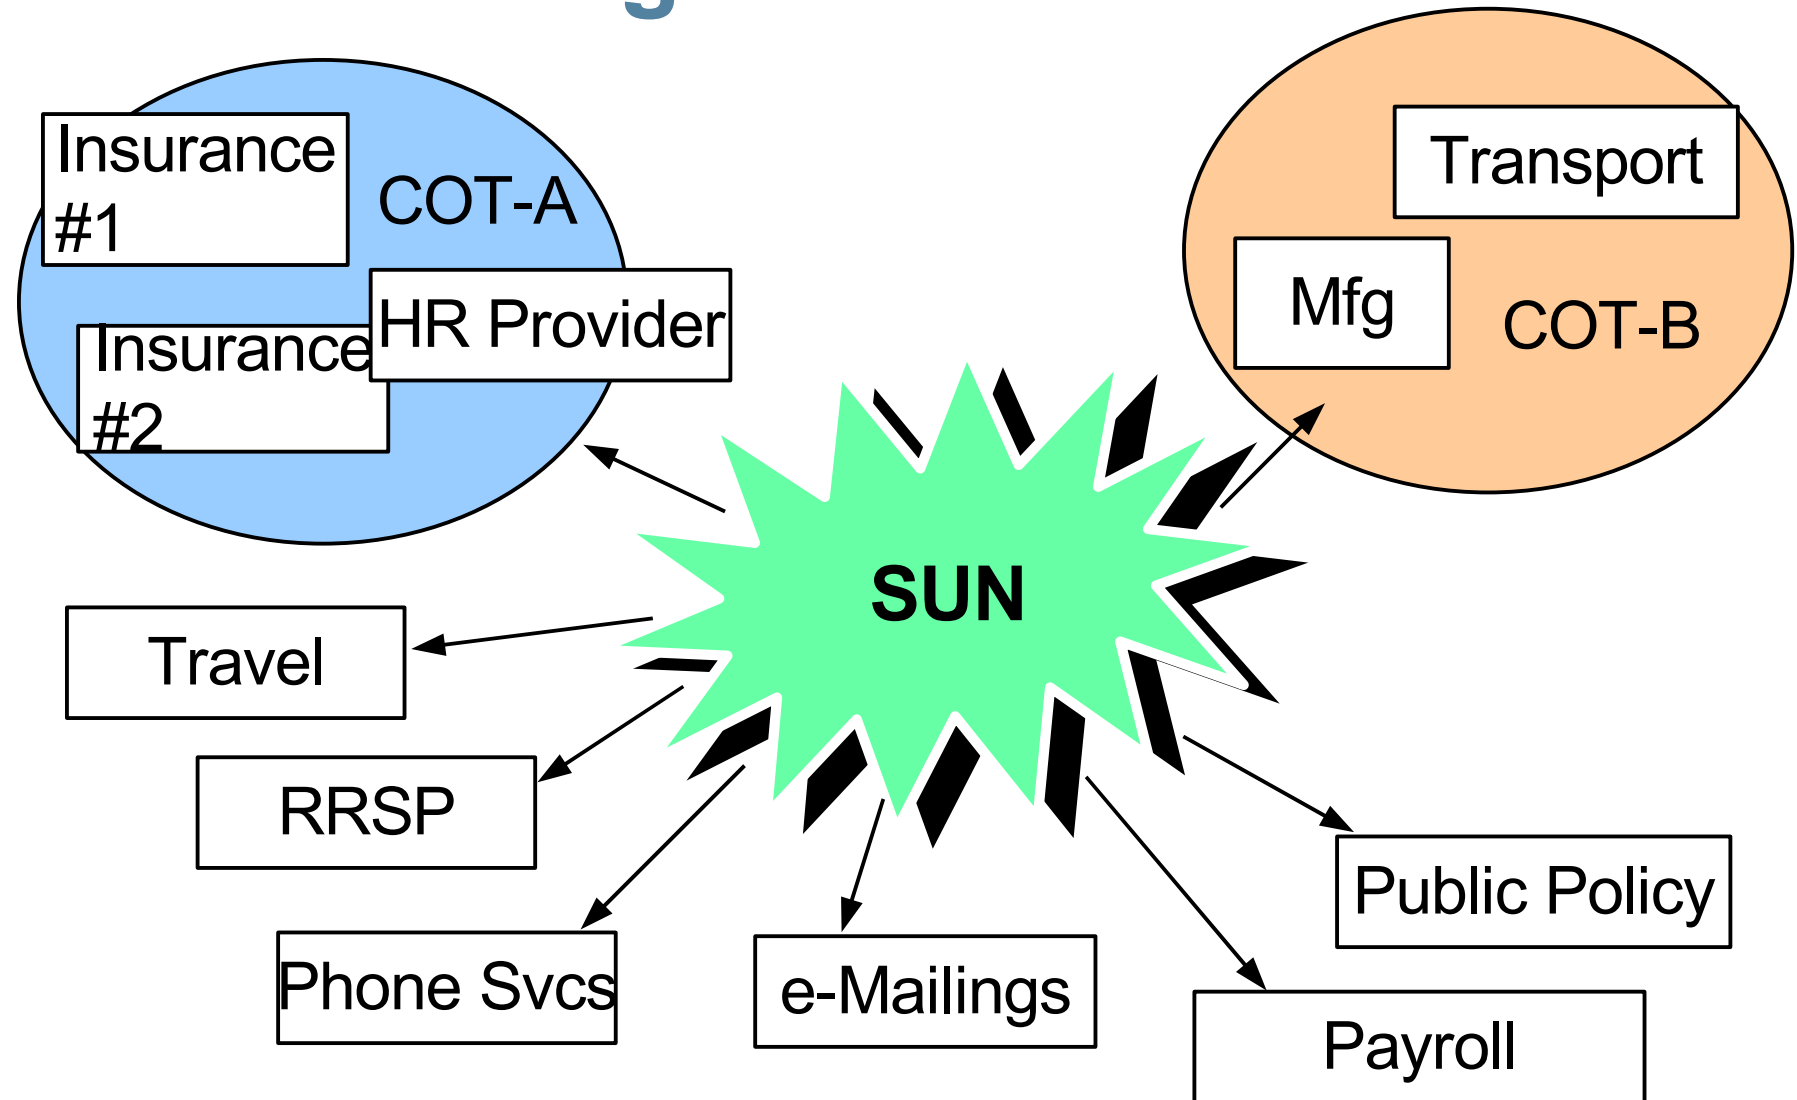 Insurance
#1
COT-A
HR Provider
Insurance
#2
Transport
Mfg
COT-B
SUN
Travel
RRSP
Phone Svcs
e-Mailings
Public Policy
Payroll